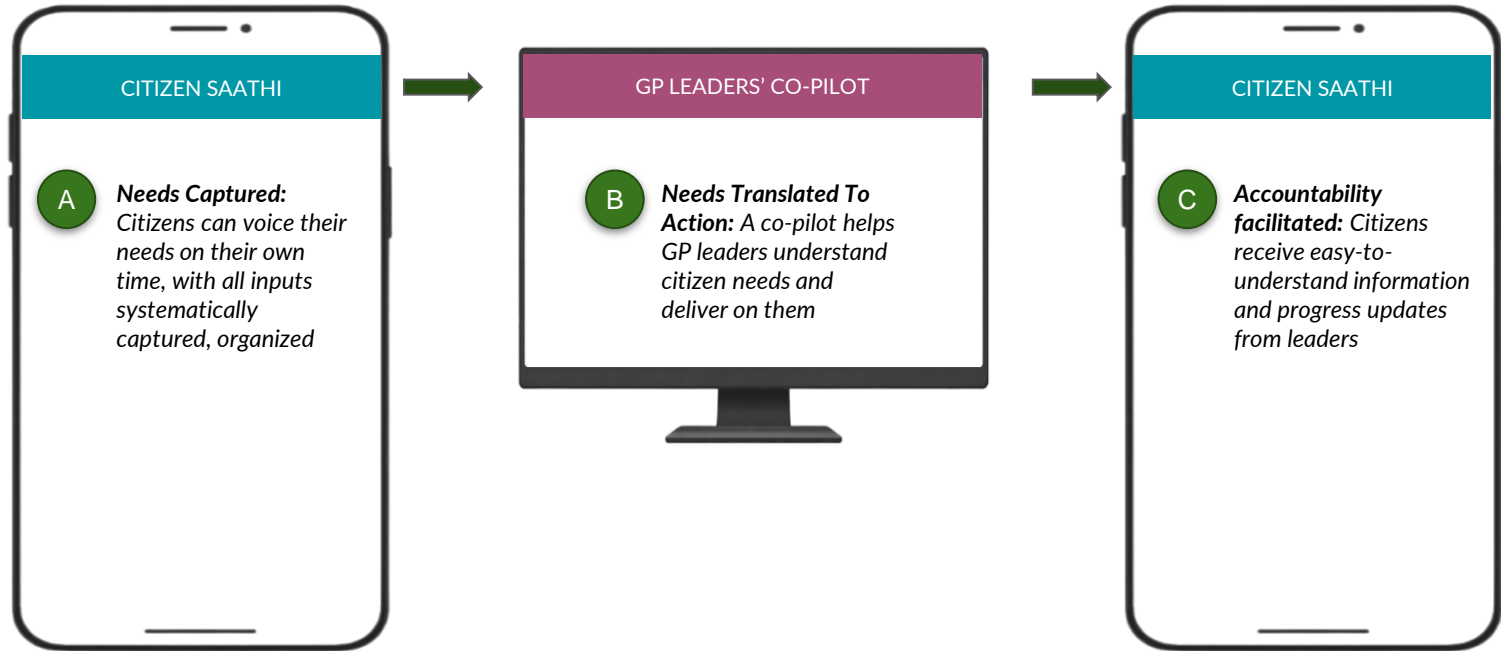 CITIZEN SAATHI
A
Needs Captured:
Citizens can voice their
needs on their own
time, with all inputs
systematically
captured, organized
GP LEADERS’ CO-PILOT
B
Needs Translated To
Action: A co-pilot helps
GP leaders understand
citizen needs and
deliver on them
CITIZEN SAATHI
C
Accountability
facilitated: Citizens
receive easy-to-
understand information
and progress updates
from leaders